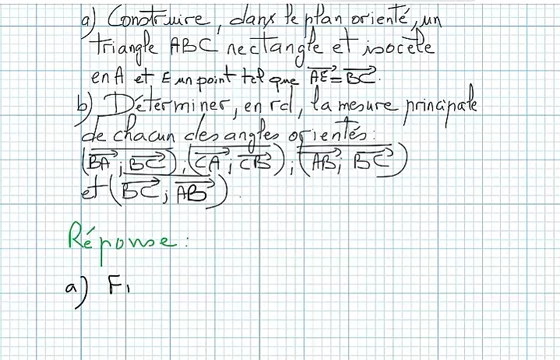 a) Construire, dans le plan orienté, un
triangle ABC rectangle et isocèle
en A et E un point tel que AE = BC.
b) Déterminer, en rd, la mesure principale
de chacun des angles orientés:
(BA; BC), (CA; CB), (AB; BC)
et (BC; AB).
Réponse:
a) Fi